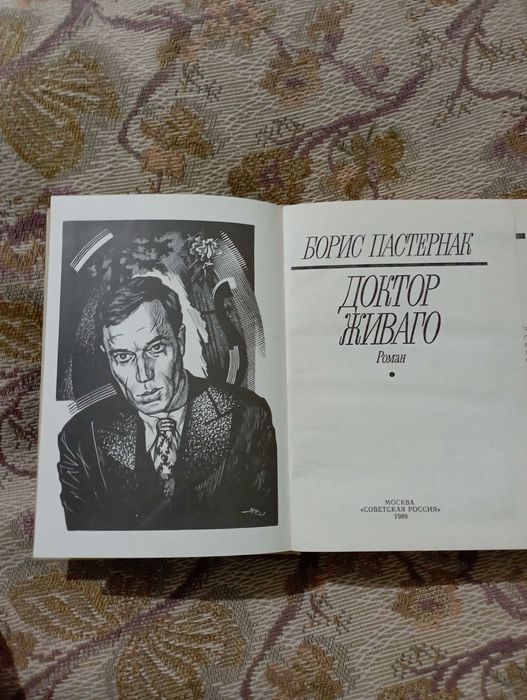 БОРИС ПАСТЕРНАК
ДОКТОР
ЖИВАГО
Роман
МОСКВА
«СОВЕТСКАЯ РОССИЯ»
1989